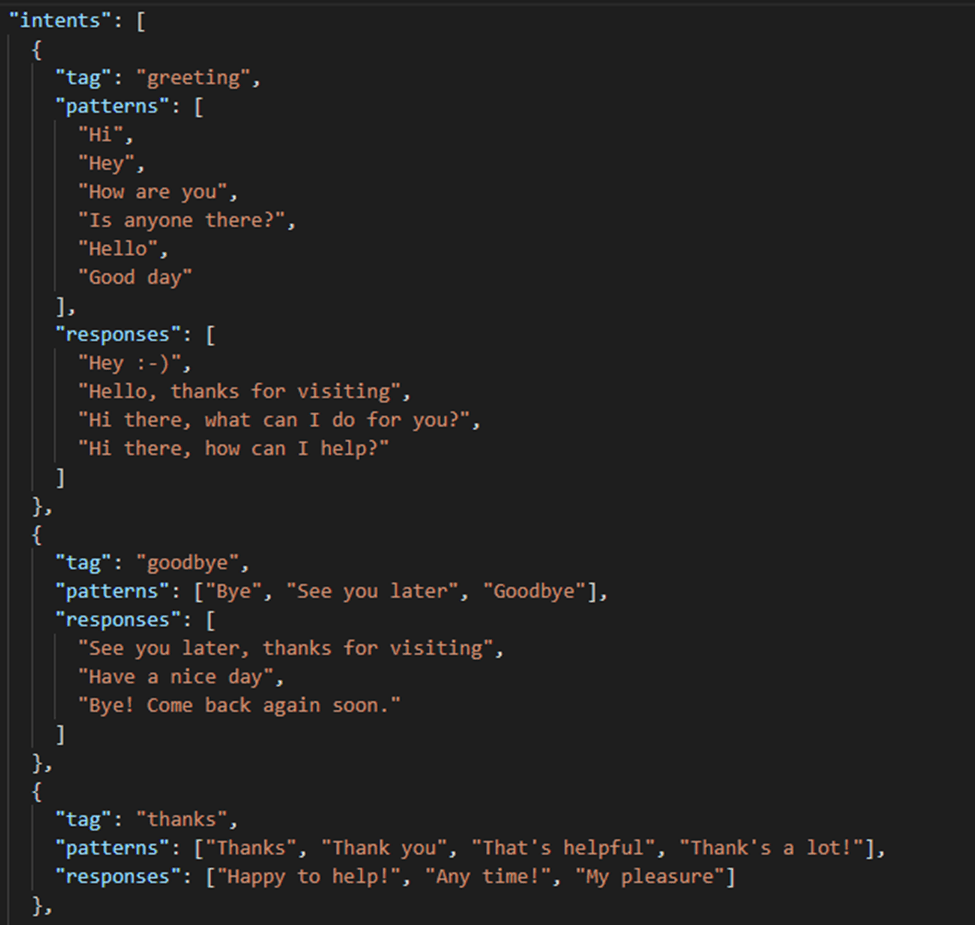 "intents": [
{
"tag": "greeting",
"patterns": [
"Hi",
"Hey",
"How are you",
"Is anyone there?",
"Hello",
"Good day"
],
"responses": [
"Hey :-)",
"Hello, thanks for visiting",
"Hi there, what can I do for you?",
"Hi there, how can I help?"
]
},
{
"tag": "goodbye",
"patterns": ["Bye", "See you later", "Goodbye"],
"responses": [
"See you later, thanks for visiting",
"Have a nice day",
"Bye! Come back again soon."
]
},
{
"tag": "thanks",
"patterns": ["Thanks", "Thank you", "That's helpful", "Thank's a lot!"],
"responses": ["Happy to help!", "Any time!", "My pleasure"]
},